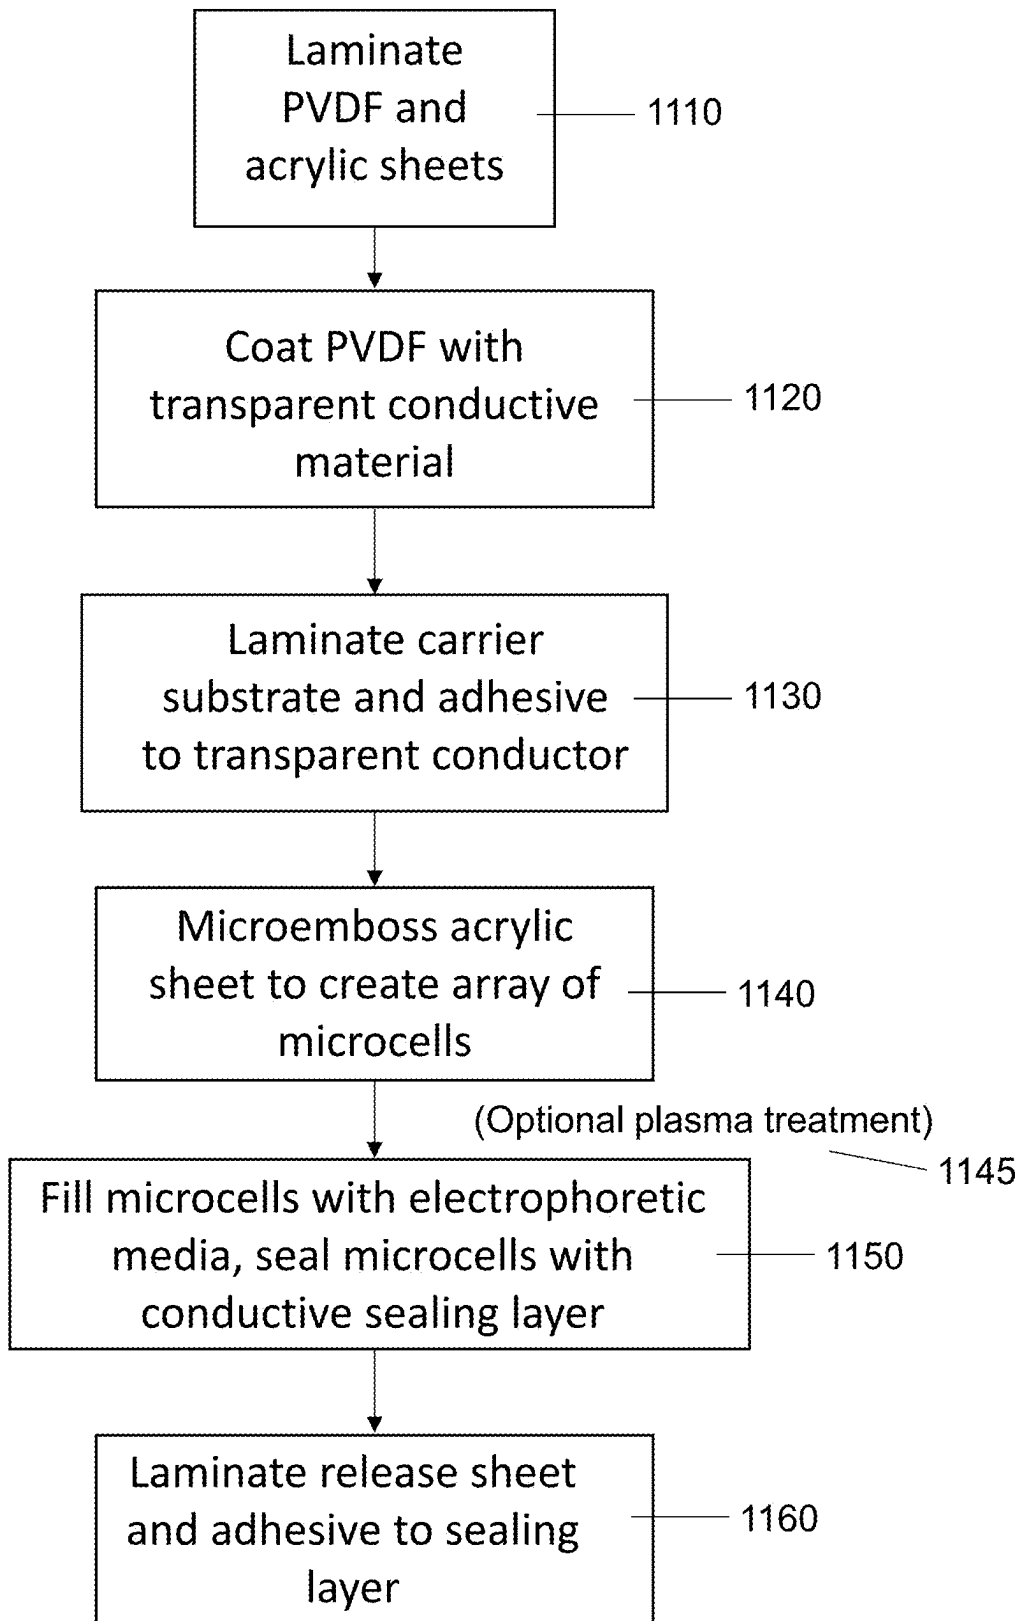 Laminate
PVDF and
acrylic sheets
1110
Coat PVDF with
transparent conductive
material
1120
Laminate carrier
substrate and adhesive
to transparent conductor
1130
Microemboss acrylic
sheet to create array of
microcells
1140
(Optional plasma treatment)
1145
Fill microcells with electrophoretic
media, seal microcells with
conductive sealing layer
1150
Laminate release sheet
and adhesive to sealing
layer
1160